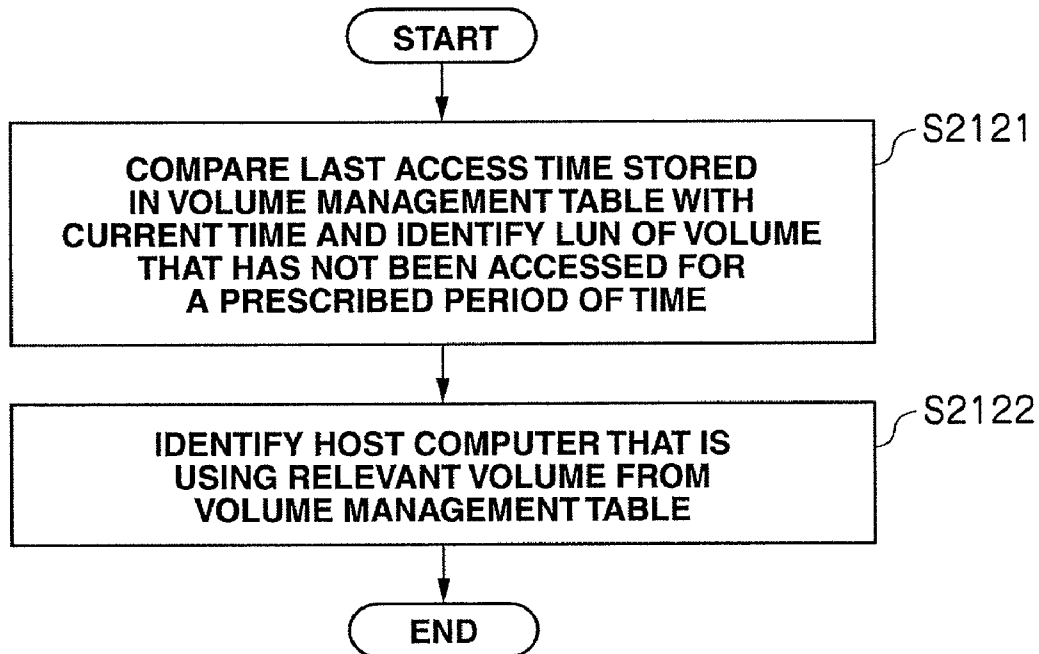 START
S2121
COMPARE LAST ACCESS TIME STORED
IN VOLUME MANAGEMENT TABLE WITH
CURRENT TIME AND IDENTIFY LUN OF VOLUME
THAT HAS NOT BEEN ACCESSED FOR
A PRESCRIBED PERIOD OF TIME
S2122
IDENTIFY HOST COMPUTER THAT IS
USING RELEVANT VOLUME FROM
VOLUME MANAGEMENT TABLE
END